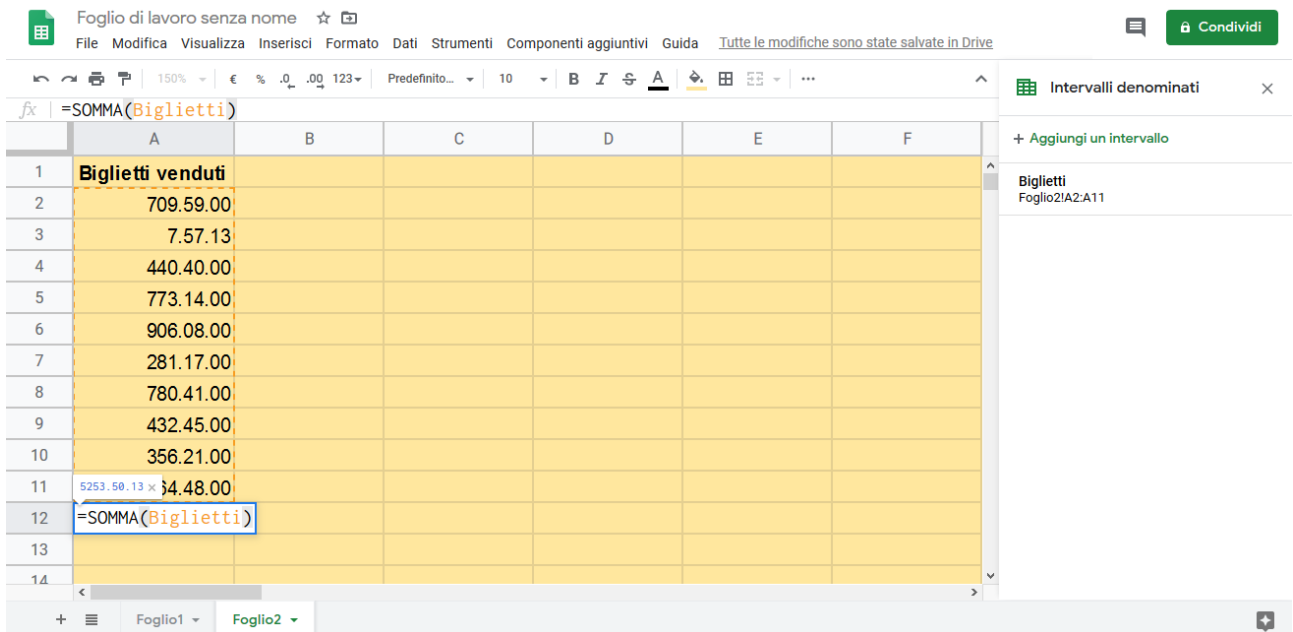 Foglio di lavoro senza nome
File Modifica Visualizza Inserisci Formato Dati Strumenti Componenti aggiuntivi Guida Tutte le modifiche sono state salvate in Drive
Condividi
150% € % .0 .00 123 Predefinito... 10 B I S A
fx =SOMMA(Biglietti)
Intervalli denominati
+ Aggiungi un intervallo
Biglietti
Foglio2!A2:A11
A B C D E F
1 Biglietti venduti
2 709.59.00
3 7.57.13
4 440.40.00
5 773.14.00
6 906.08.00
7 281.17.00
8 780.41.00
9 432.45.00
10 356.21.00
11 5253.50.13 × 64.48.00
12 =SOMMA(Biglietti)
13
14
+ Foglio1 Foglio2